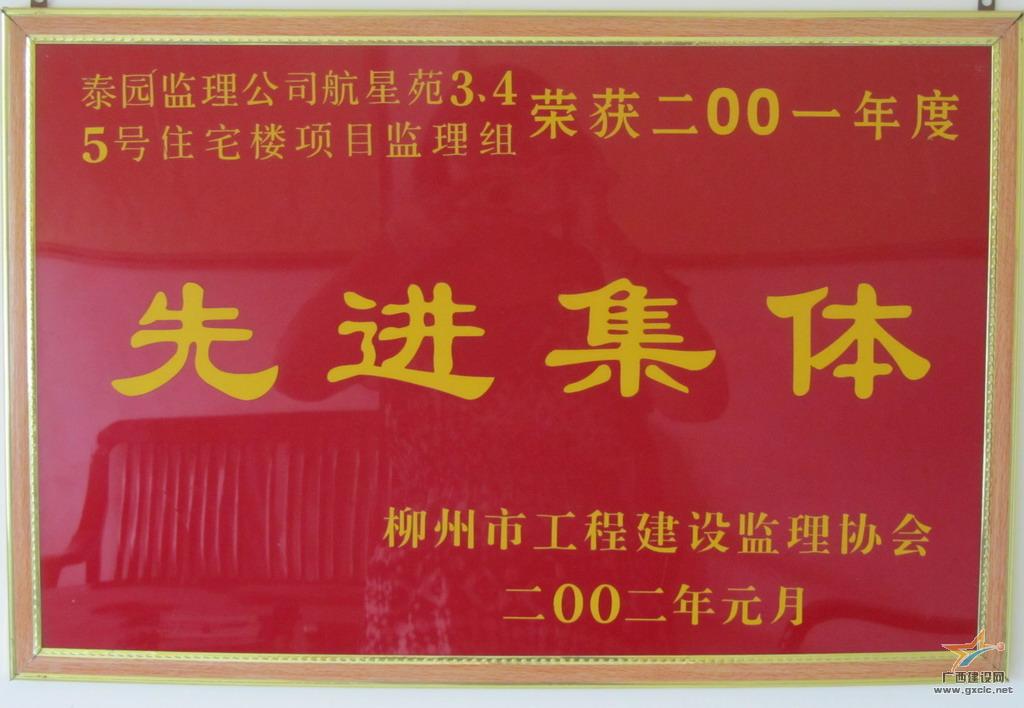 泰园监理公司航星苑3、4
5号住宅楼项目监理组
荣获二00一年度
先进集体
柳州市工程建设监理协会
二00二年元月
广西建设网
www.gxcic.net